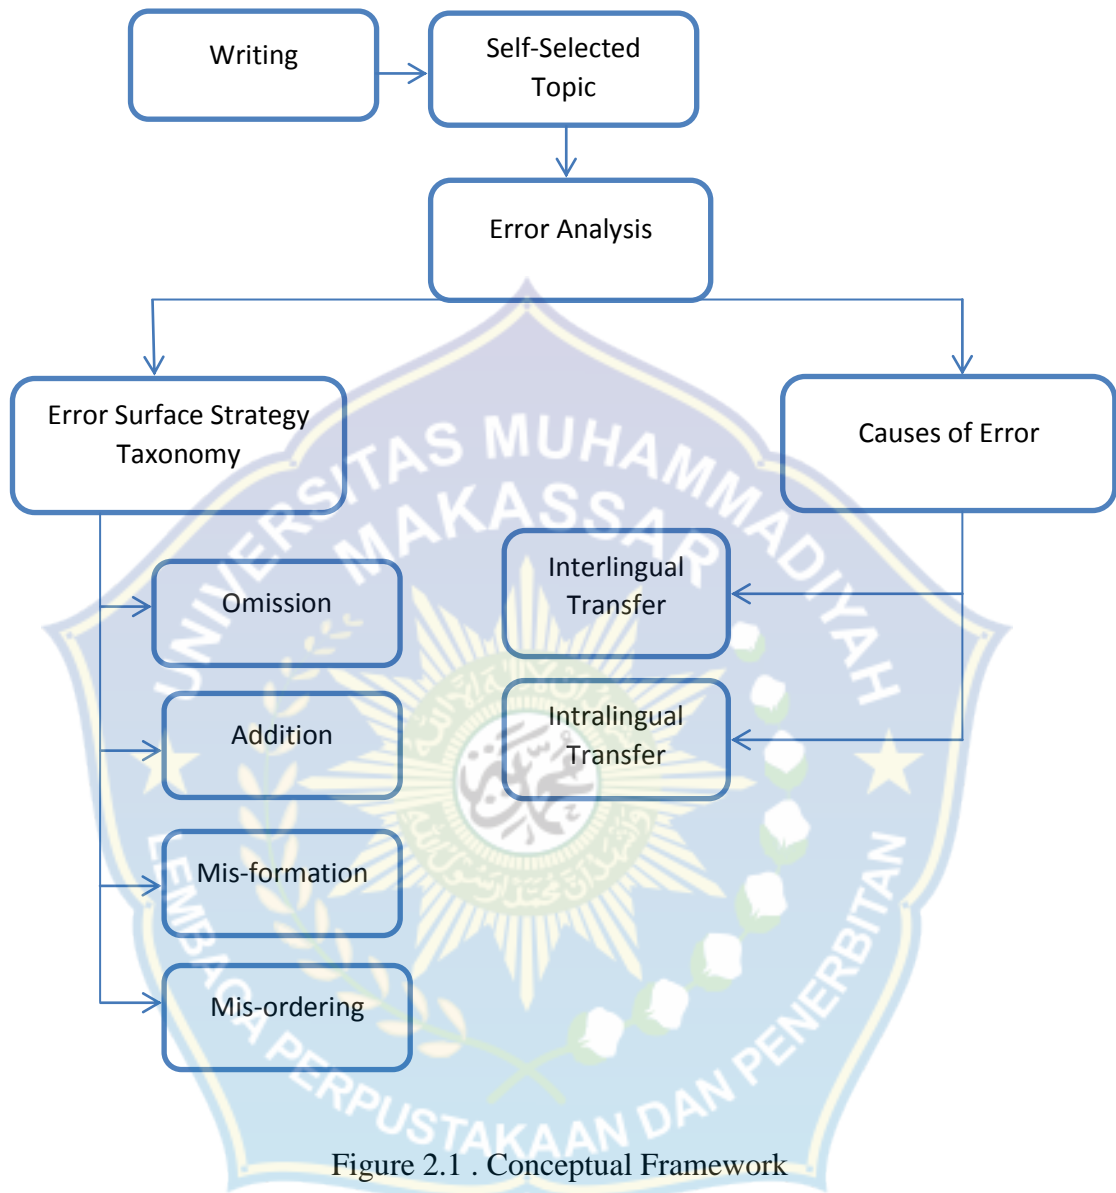 Writing
Self-Selected
Topic
Error Analysis
Error Surface Strategy
Taxonomy
Causes of Error
Omission
Addition
Mis-formation
Mis-ordering
Interlingual
Transfer
Intralingual
Transfer
UNIVERSITAS MUHAMMADIYAH
MAKASSAR
LEMBAGA PERPUSTAKAAN DAN PENERBITAN
Figure 2.1 . Conceptual Framework